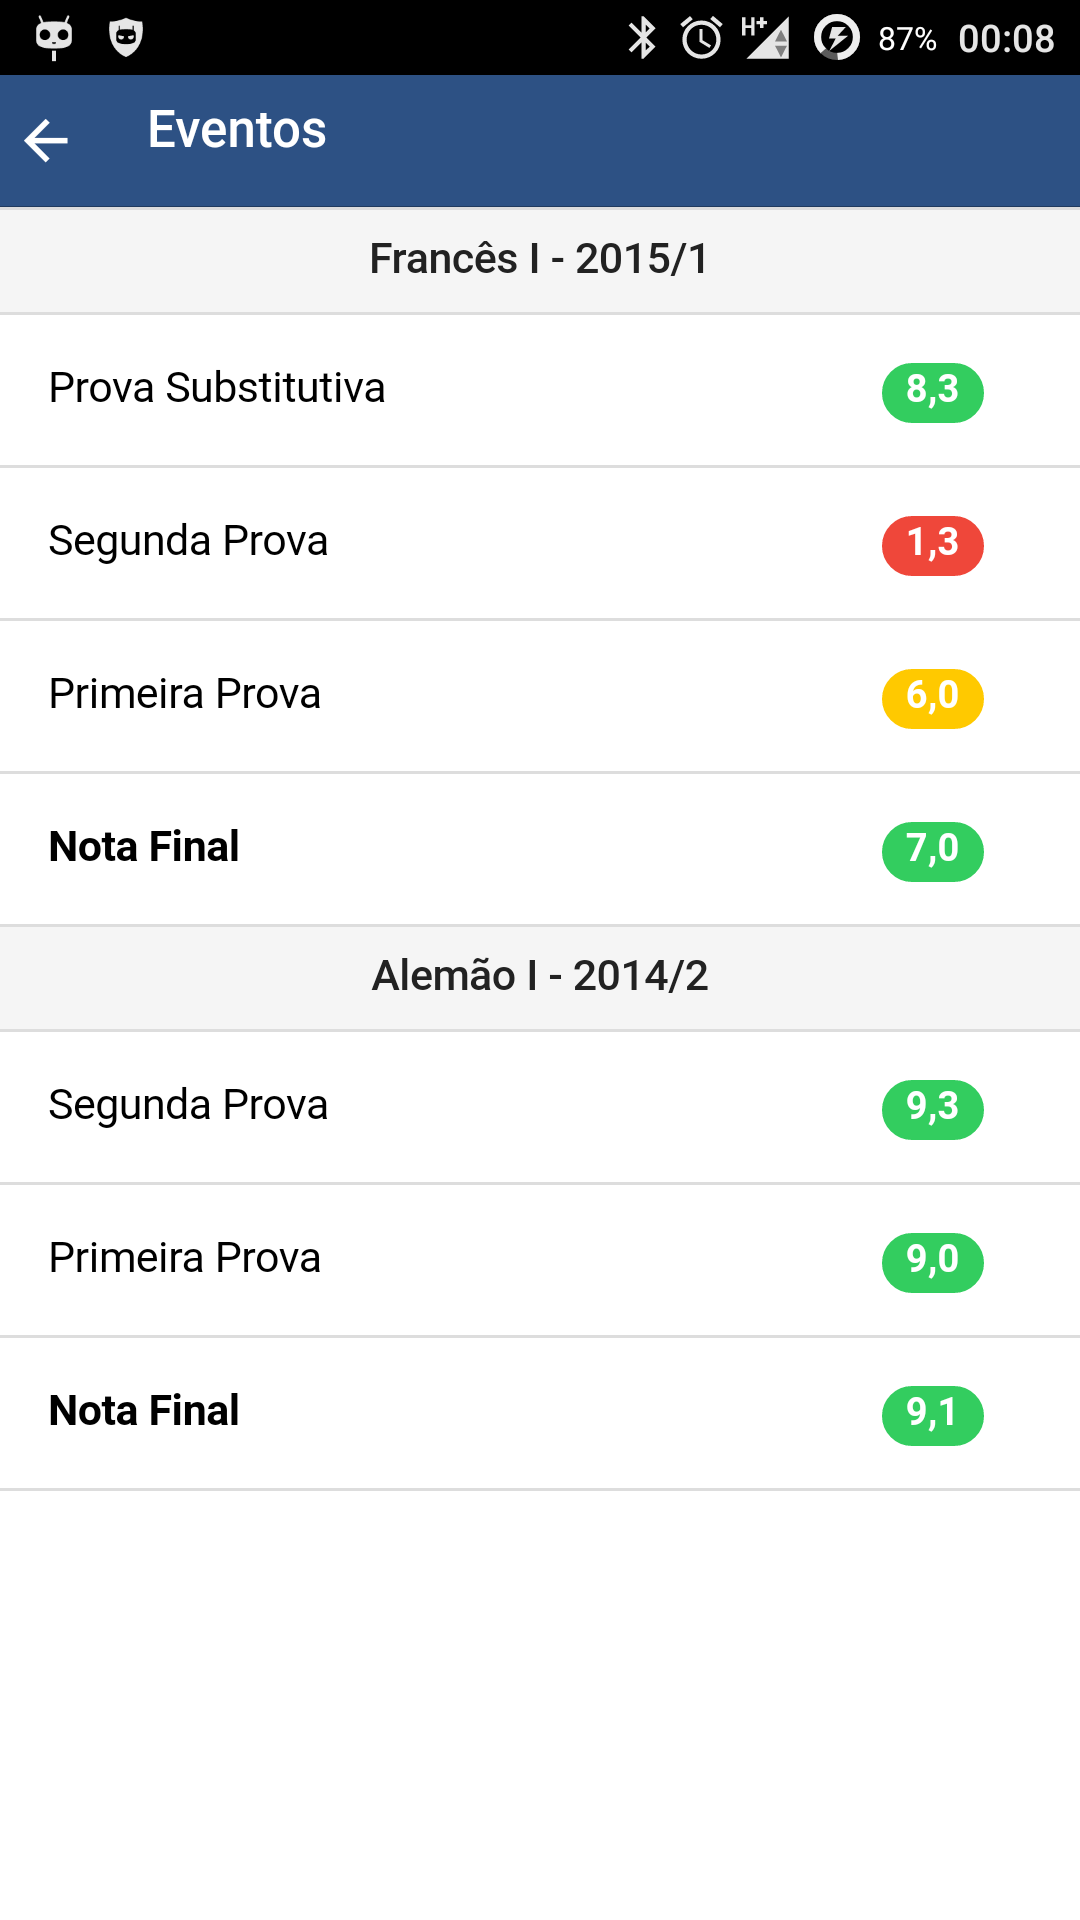 H+ 87% 00:08
Eventos
Francês I - 2015/1
Prova Substitutiva 8,3
Segunda Prova 1,3
Primeira Prova 6,0
Nota Final 7,0
Alemão I - 2014/2
Segunda Prova 9,3
Primeira Prova 9,0
Nota Final 9,1